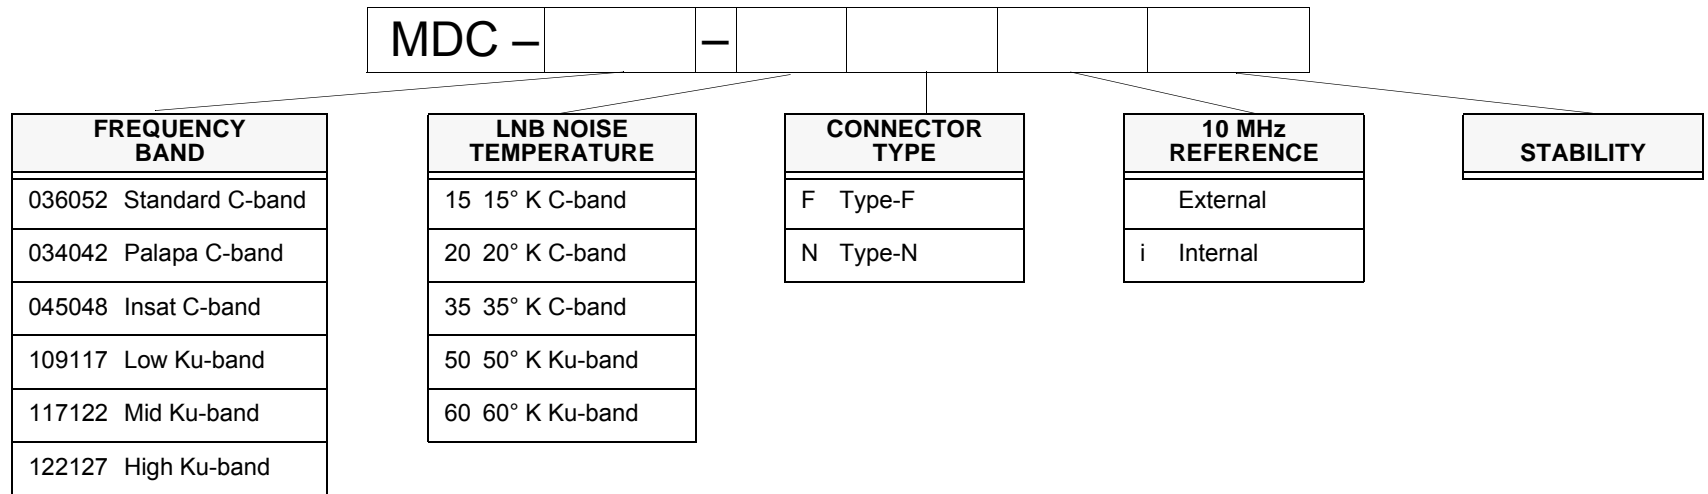 MDC – –
FREQUENCY
BAND
036052 Standard C-band
034042 Palapa C-band
045048 Insat C-band
109117 Low Ku-band
117122 Mid Ku-band
122127 High Ku-band
LNB NOISE
TEMPERATURE
15 15° K C-band
20 20° K C-band
35 35° K C-band
50 50° K Ku-band
60 60° K Ku-band
CONNECTOR
TYPE
F Type-F
N Type-N
10 MHz
REFERENCE
External
i Internal
STABILITY